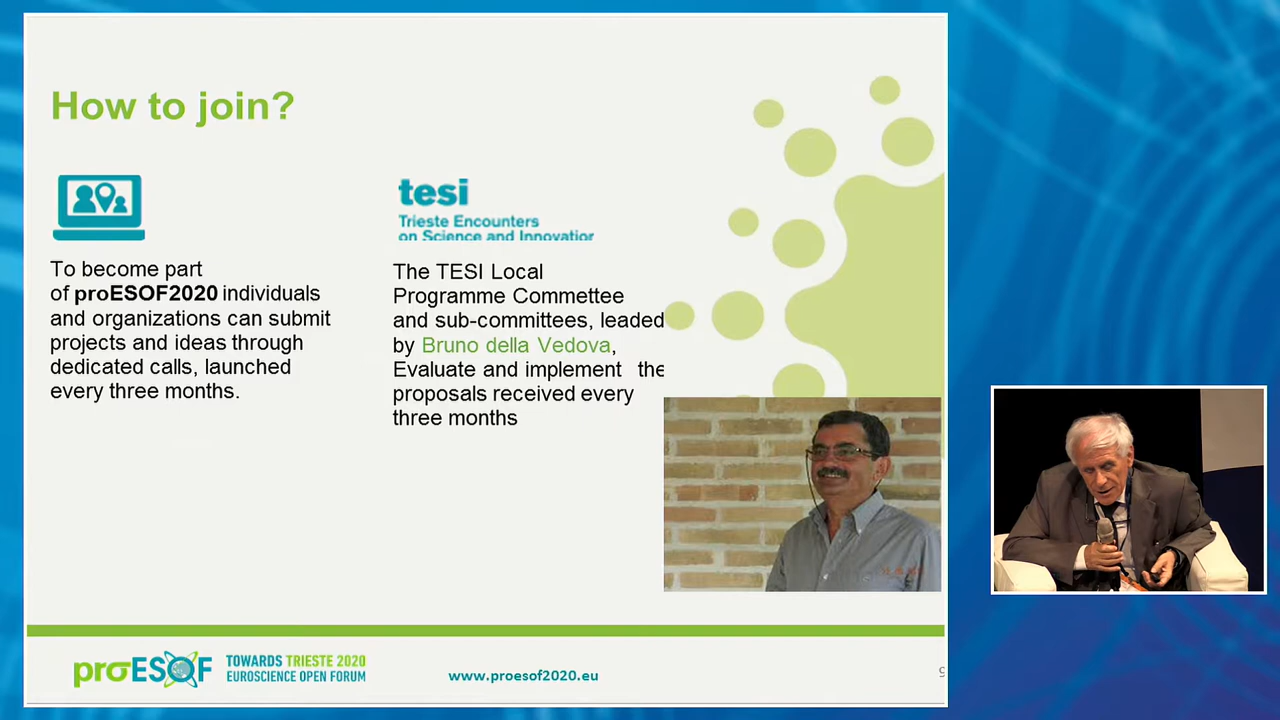 How to join?
tesi
Trieste Encounters
on Science and Innovation
To become part
of proESOF2020 individuals
and organizations can submit
projects and ideas through
dedicated calls, launched
every three months.
The TESI Local
Programme Commettee
and sub-committees, leaded
by Bruno della Vedova,
Evaluate and implement the
proposals received every
three months
proESOF
TOWARDS TRIESTE 2020
EUROSCIENCE OPEN FORUM
www.proesof2020.eu
9